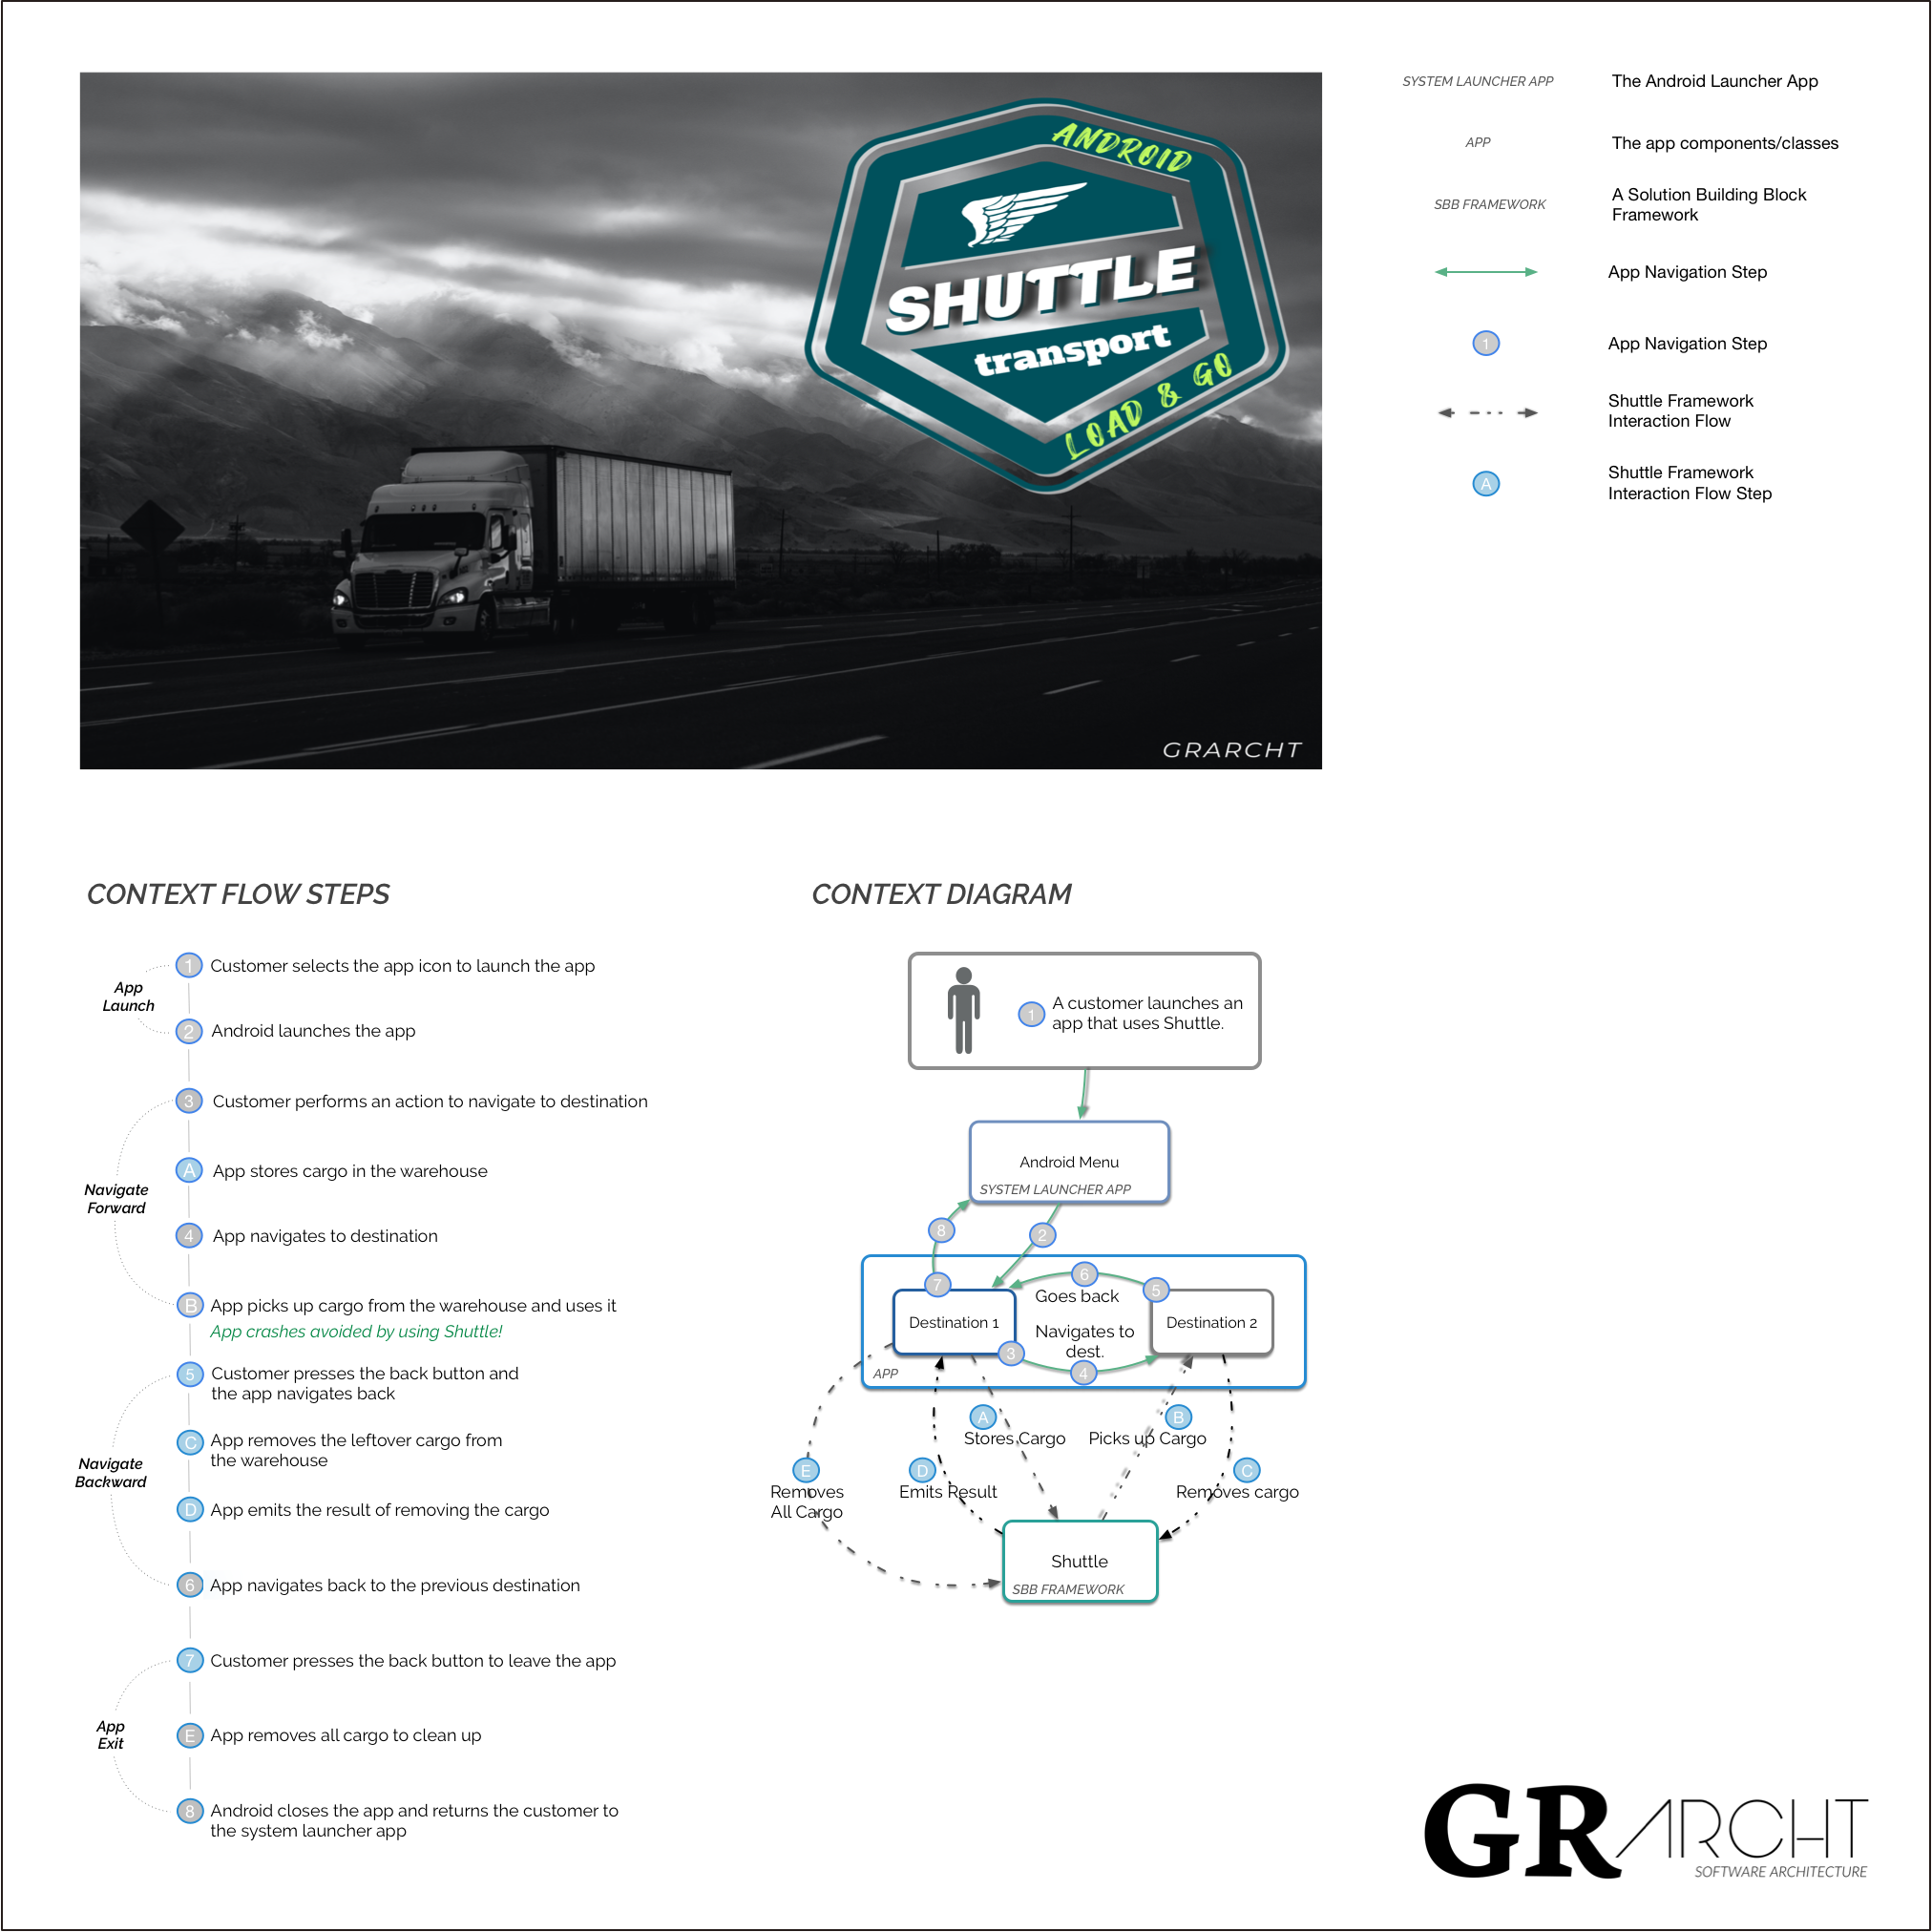 ANDROID
SHUTTLE
transport
LOAD & GO
GRARCHT
SYSTEM LAUNCHER APP
The Android Launcher App
APP
The app components/classes
SBB FRAMEWORK
A Solution Building Block
Framework
App Navigation Step
1
App Navigation Step
Shuttle Framework
Interaction Flow
A
Shuttle Framework
Interaction Flow Step
CONTEXT FLOW STEPS
App
Launch
1 Customer selects the app icon to launch the app
2 Android launches the app
Navigate
Forward
3 Customer performs an action to navigate to destination
A App stores cargo in the warehouse
4 App navigates to destination
B App picks up cargo from the warehouse and uses it
App crashes avoided by using Shuttle!
Navigate
Backward
5 Customer presses the back button and
the app navigates back
C App removes the leftover cargo from
the warehouse
D App emits the result of removing the cargo
6 App navigates back to the previous destination
App
Exit
7 Customer presses the back button to leave the app
E App removes all cargo to clean up
8 Android closes the app and returns the customer to
the system launcher app
CONTEXT DIAGRAM
1 A customer launches an
app that uses Shuttle.
Android Menu
SYSTEM LAUNCHER APP
8
2
7
6
5
Goes back
Destination 1
Destination 2
Navigates to
dest.
3
4
APP
A
Stores Cargo
B
Picks up Cargo
E
Removes
All Cargo
D
Emits Result
C
Removes cargo
Shuttle
SBB FRAMEWORK
GRARCHT
SOFTWARE ARCHITECTURE